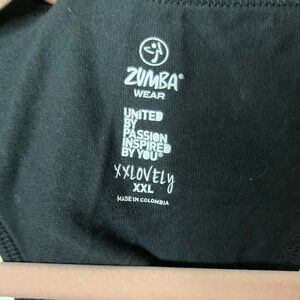 ZUMBA®
WEAR
UNITED
BY
PASSION
INSPIRED
BY YOU®
XXLOVELY
XXL
MADE IN COLOMBIA